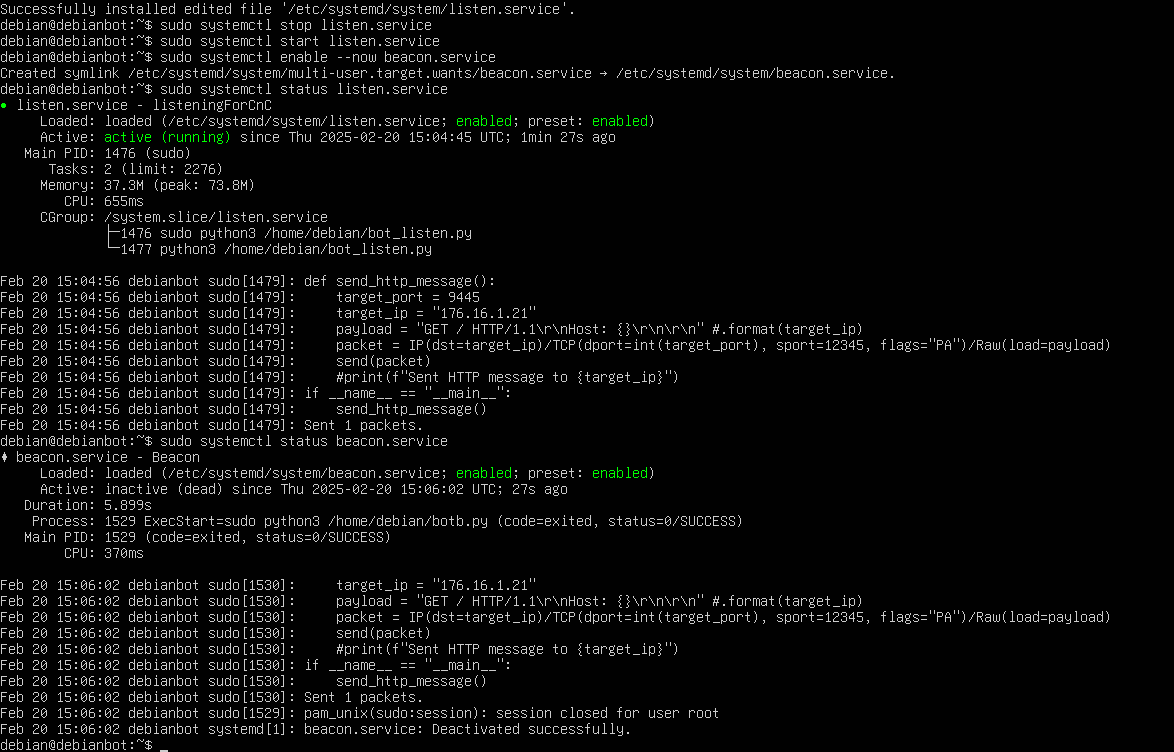 Successfully installed edited file '/etc/systemd/system/listen.service'.
debian@debianbot:~$ sudo systemctl stop listen.service
debian@debianbot:~$ sudo systemctl start listen.service
debian@debianbot:~$ sudo systemctl enable --now beacon.service
Created symlink /etc/systemd/system/multi-user.target.wants/beacon.service → /etc/systemd/system/beacon.service.
debian@debianbot:~$ sudo systemctl status listen.service
● listen.service - listeningForCnC
     Loaded: loaded (/etc/systemd/system/listen.service; enabled; preset: enabled)
     Active: active (running) since Thu 2025-02-20 15:04:45 UTC; 1min 27s ago
   Main PID: 1476 (sudo)
      Tasks: 2 (limit: 2276)
     Memory: 37.3M (peak: 73.8M)
        CPU: 655ms
     CGroup: /system.slice/listen.service
             ├─1476 sudo python3 /home/debian/bot_listen.py
             └─1477 python3 /home/debian/bot_listen.py

Feb 20 15:04:56 debianbot sudo[1479]: def send_http_message():
Feb 20 15:04:56 debianbot sudo[1479]:     target_port = 9445
Feb 20 15:04:56 debianbot sudo[1479]:     target_ip = "176.16.1.21"
Feb 20 15:04:56 debianbot sudo[1479]:     payload = "GET / HTTP/1.1\r\nHost: {}\r\n\r\n" #.format(target_ip)
Feb 20 15:04:56 debianbot sudo[1479]:     packet = IP(dst=target_ip)/TCP(dport=int(target_port), sport=12345, flags="PA")/Raw(load=payload)
Feb 20 15:04:56 debianbot sudo[1479]:     send(packet)
Feb 20 15:04:56 debianbot sudo[1479]:     #print(f"Sent HTTP message to {target_ip}")
Feb 20 15:04:56 debianbot sudo[1479]: if __name__ == "__main__":
Feb 20 15:04:56 debianbot sudo[1479]:     send_http_message()
Feb 20 15:04:56 debianbot sudo[1479]: Sent 1 packets.
debian@debianbot:~$ sudo systemctl status beacon.service
♦ beacon.service - Beacon
     Loaded: loaded (/etc/systemd/system/beacon.service; enabled; preset: enabled)
     Active: inactive (dead) since Thu 2025-02-20 15:06:02 UTC; 27s ago
   Duration: 5.899s
    Process: 1529 ExecStart=sudo python3 /home/debian/botb.py (code=exited, status=0/SUCCESS)
   Main PID: 1529 (code=exited, status=0/SUCCESS)
        CPU: 370ms

Feb 20 15:06:02 debianbot sudo[1530]:     target_ip = "176.16.1.21"
Feb 20 15:06:02 debianbot sudo[1530]:     payload = "GET / HTTP/1.1\r\nHost: {}\r\n\r\n" #.format(target_ip)
Feb 20 15:06:02 debianbot sudo[1530]:     packet = IP(dst=target_ip)/TCP(dport=int(target_port), sport=12345, flags="PA")/Raw(load=payload)
Feb 20 15:06:02 debianbot sudo[1530]:     send(packet)
Feb 20 15:06:02 debianbot sudo[1530]:     #print(f"Sent HTTP message to {target_ip}")
Feb 20 15:06:02 debianbot sudo[1530]: if __name__ == "__main__":
Feb 20 15:06:02 debianbot sudo[1530]:     send_http_message()
Feb 20 15:06:02 debianbot sudo[1530]: Sent 1 packets.
Feb 20 15:06:02 debianbot sudo[1529]: pam_unix(sudo:session): session closed for user root
Feb 20 15:06:02 debianbot systemd[1]: beacon.service: Deactivated successfully.
debian@debianbot:~$ _